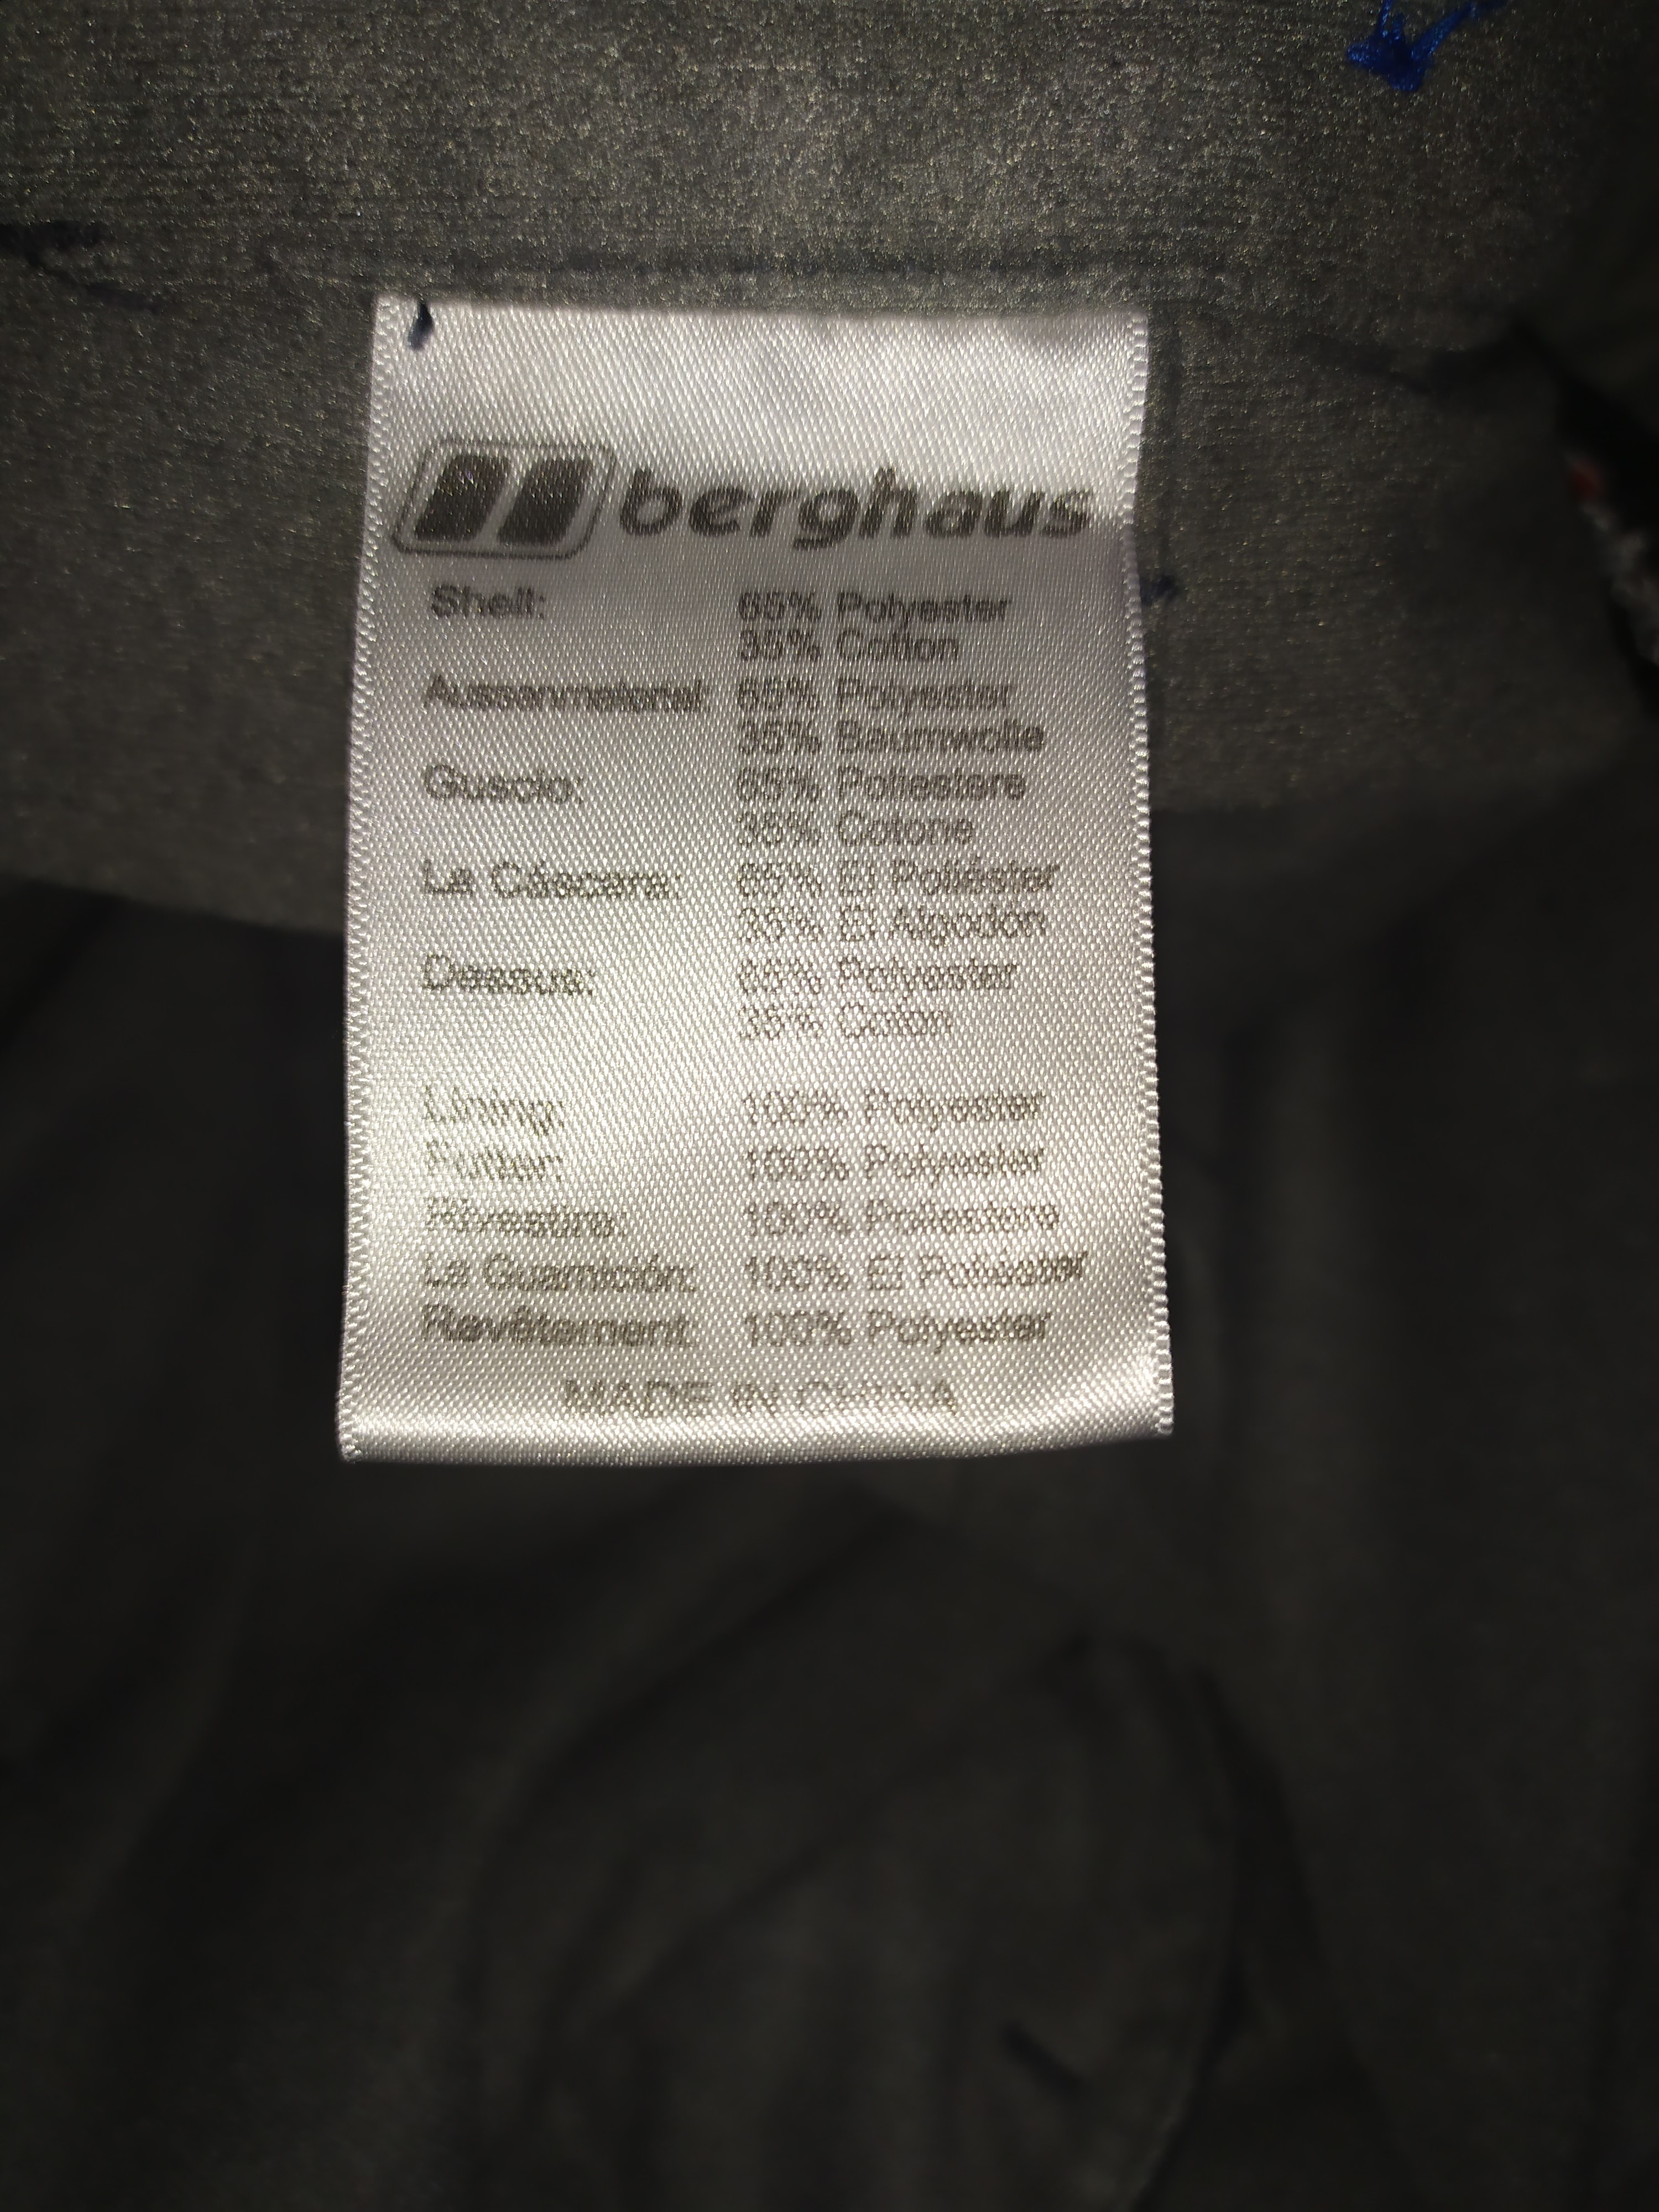 berghaus
Shell: 65% Polyester
35% Cotton
Aussenmaterial 65% Polyester
35% Baumwolle
Guscio: 65% Poliestere
35% Cotone
La Cáscara: 65% El Poliéster
35% El Algodón
Dessus: 65% Polyester
35% Coton
Lining: 100% Polyester
Futter: 100% Polyester
100% Poliestere
La Guarnición: 100% El Poliéster
Revêtement: 100% Polyester
MADE IN CHINA